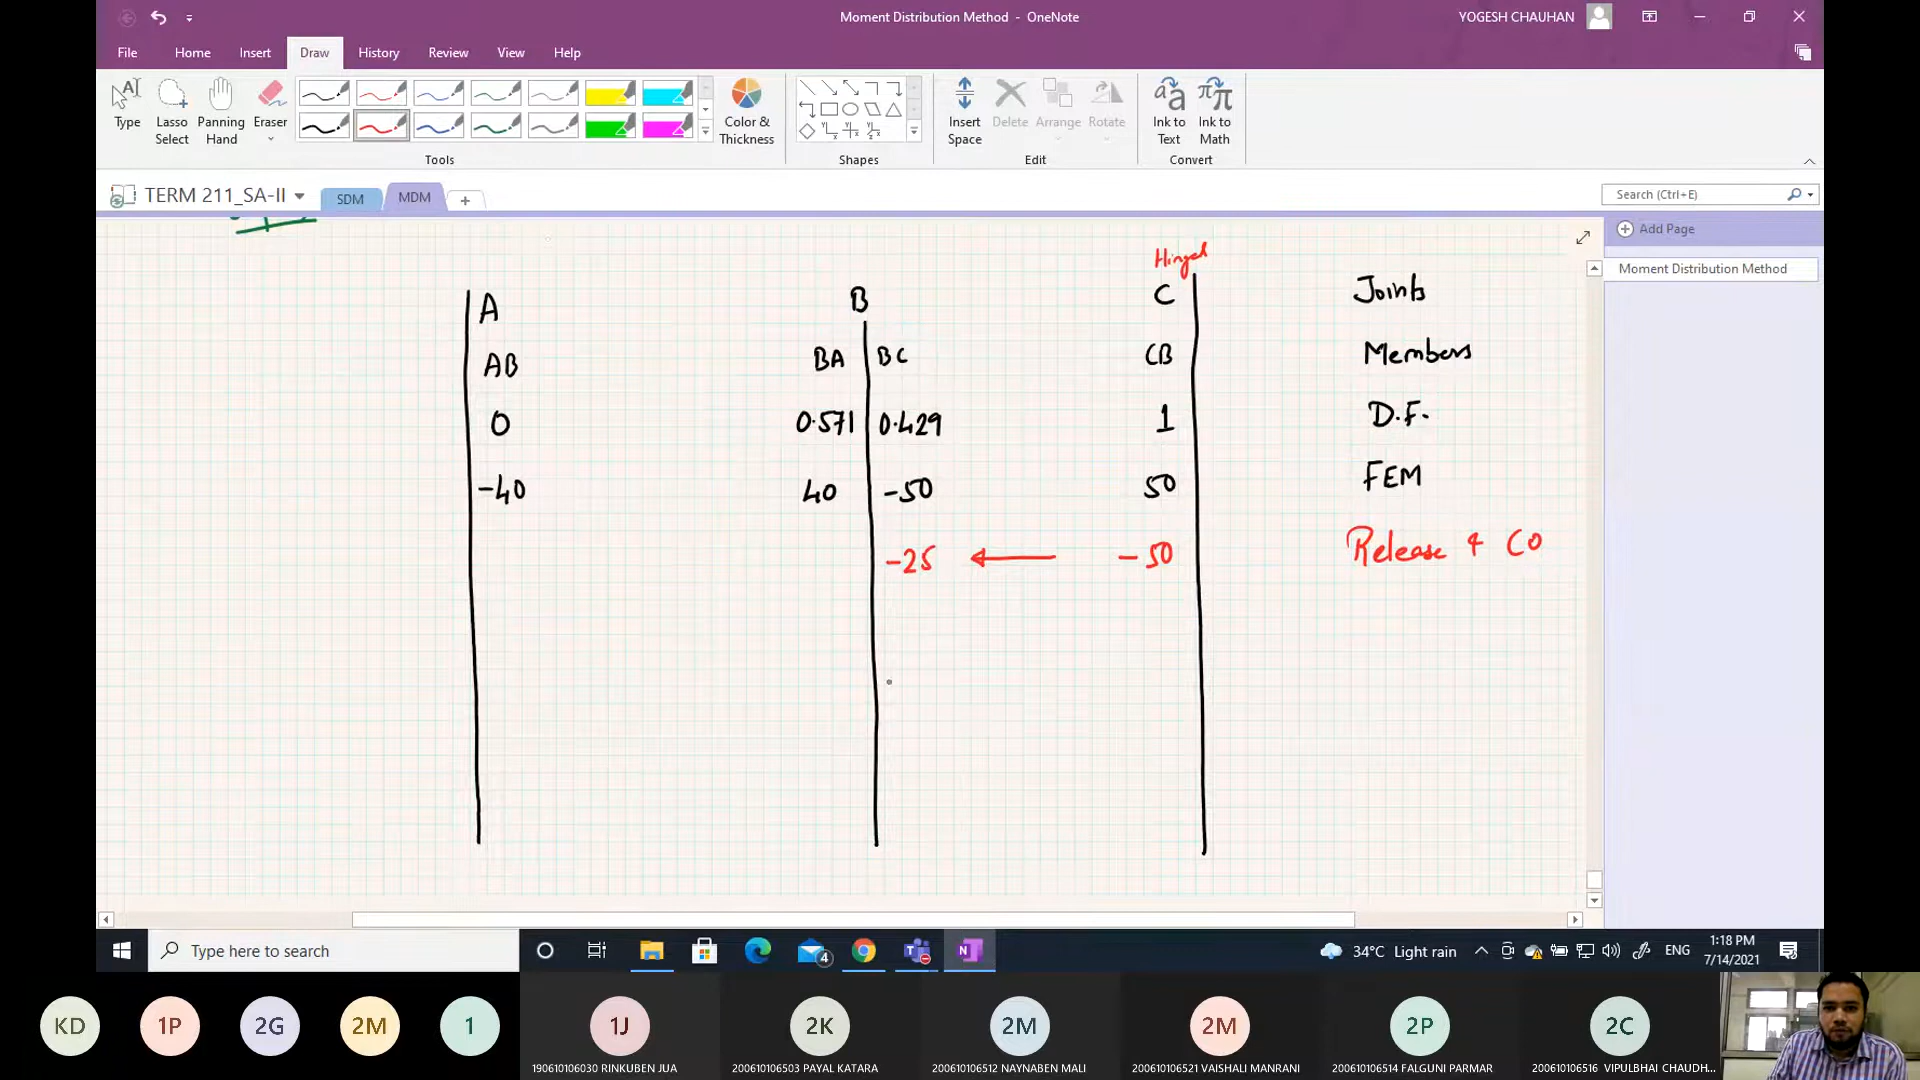 Moment Distribution Method - OneNote
YOGESH CHAUHAN
File Home Insert Draw History Review View Help
Type
Lasso Select
Panning Hand
Eraser
Color & Thickness
Insert Space
Delete
Arrange
Rotate
Ink to Text
Ink to Math
Tools
Shapes
Edit
Convert
TERM 211_SA-II
SDM
MDM
Search (Ctrl+E)
Add Page
Moment Distribution Method
Hinged
A B C Joints
AB BA BC CB Members
0 0.571 0.429 1 D.F.
-40 40 -50 50 FEM
-25 -50 Release & CO
Type here to search
4
34°C Light rain
ENG
1:18 PM
7/14/2021
KD 1P 2G 2M 1 1J 2K 2M 2M 2P 2C
190610106030 RINKUBEN JUA
200610106503 PAYAL KATARA
200610106512 NAYNABEN MALI
200610106521 VAISHALI MANRANI
200610106514 FALGUNI PARMAR
200610106516 VIPULBHAI CHAUDH...